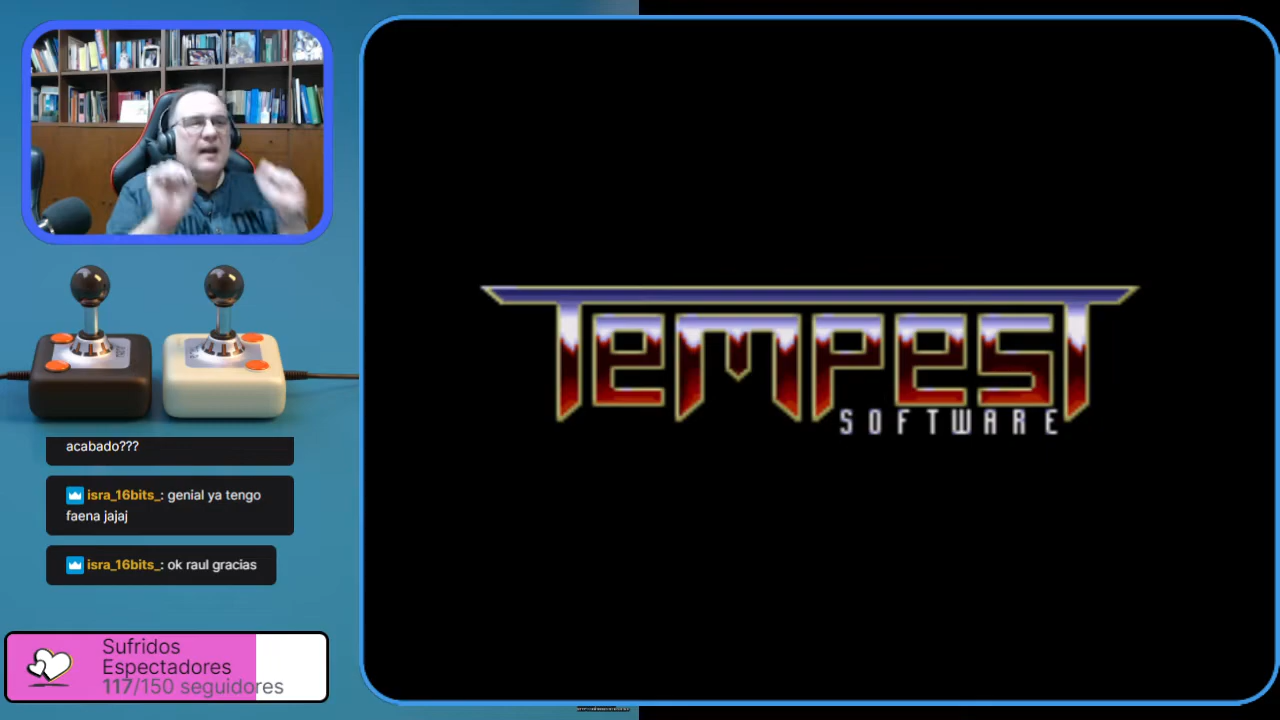 TEMPEST
SOFTWARE
acabado???
isra_16bits_: genial ya tengo
faena jajaj
isra_16bits_: ok raul gracias
Sufridos
Espectadores
117/150 seguidores